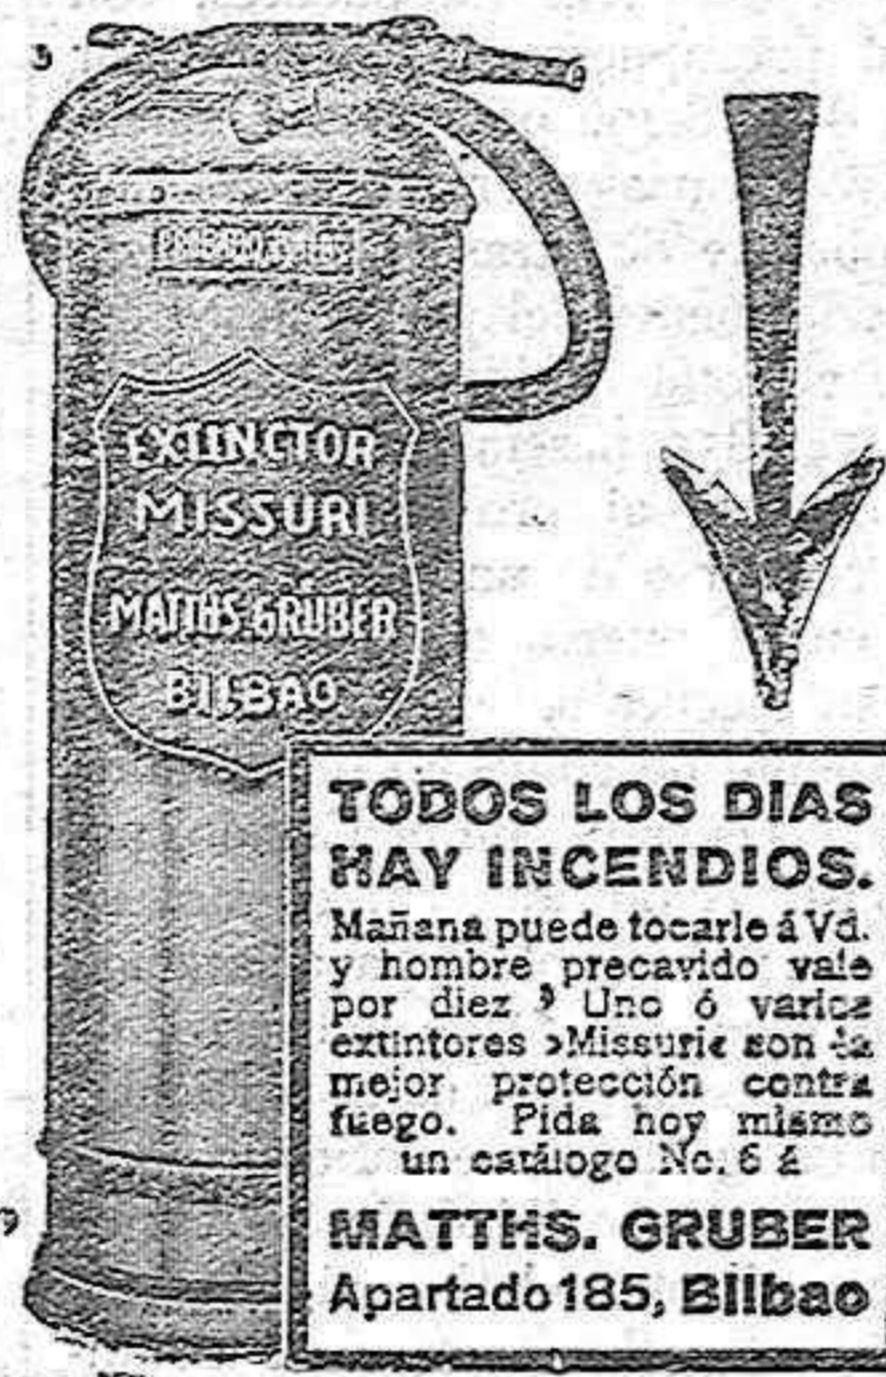 EXTINCTOR
MISSURI
MATTHS. GRUBER
BILBAO
TODOS LOS DIAS
HAY INCENDIOS.
Mañana puede tocarle á Vd.
y hombre precavido vale
por diez Uno ó varios
extintores »Missuri« son la
mejor protección contra
fuego. Pida hoy mismo
un catálogo No. 6 á
MATTHS. GRUBER
Apartado 185, Bilbao